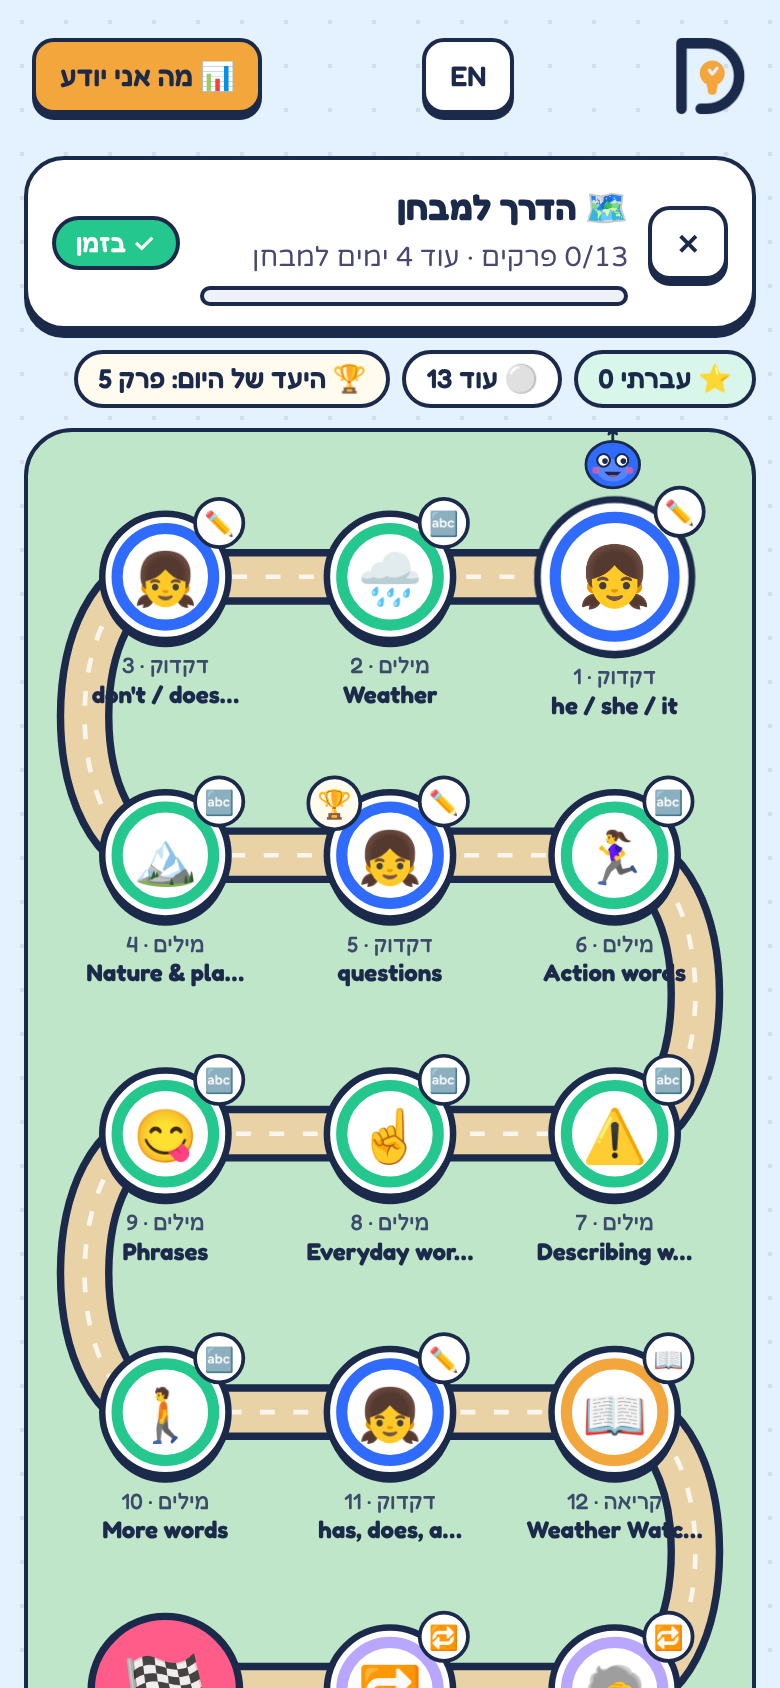 📊 מה אני יודע
EN
🗺️ הדרך למבחן
0/13 פרקים · עוד 4 ימים למבחן
✓ בזמן
✕
⭐ עברתי 0
⚪ עוד 13
🏆 היעד של היום: פרק 5
1 · דקדוק
he / she / it
2 · מילים
Weather
3 · דקדוק
don't / does...
4 · מילים
Nature & pla...
5 · דקדוק
questions
6 · מילים
Action words
7 · מילים
Describing w...
8 · מילים
Everyday wor...
9 · מילים
Phrases
10 · מילים
More words
11 · דקדוק
has, does, a...
12 · קריאה
Weather Watc...